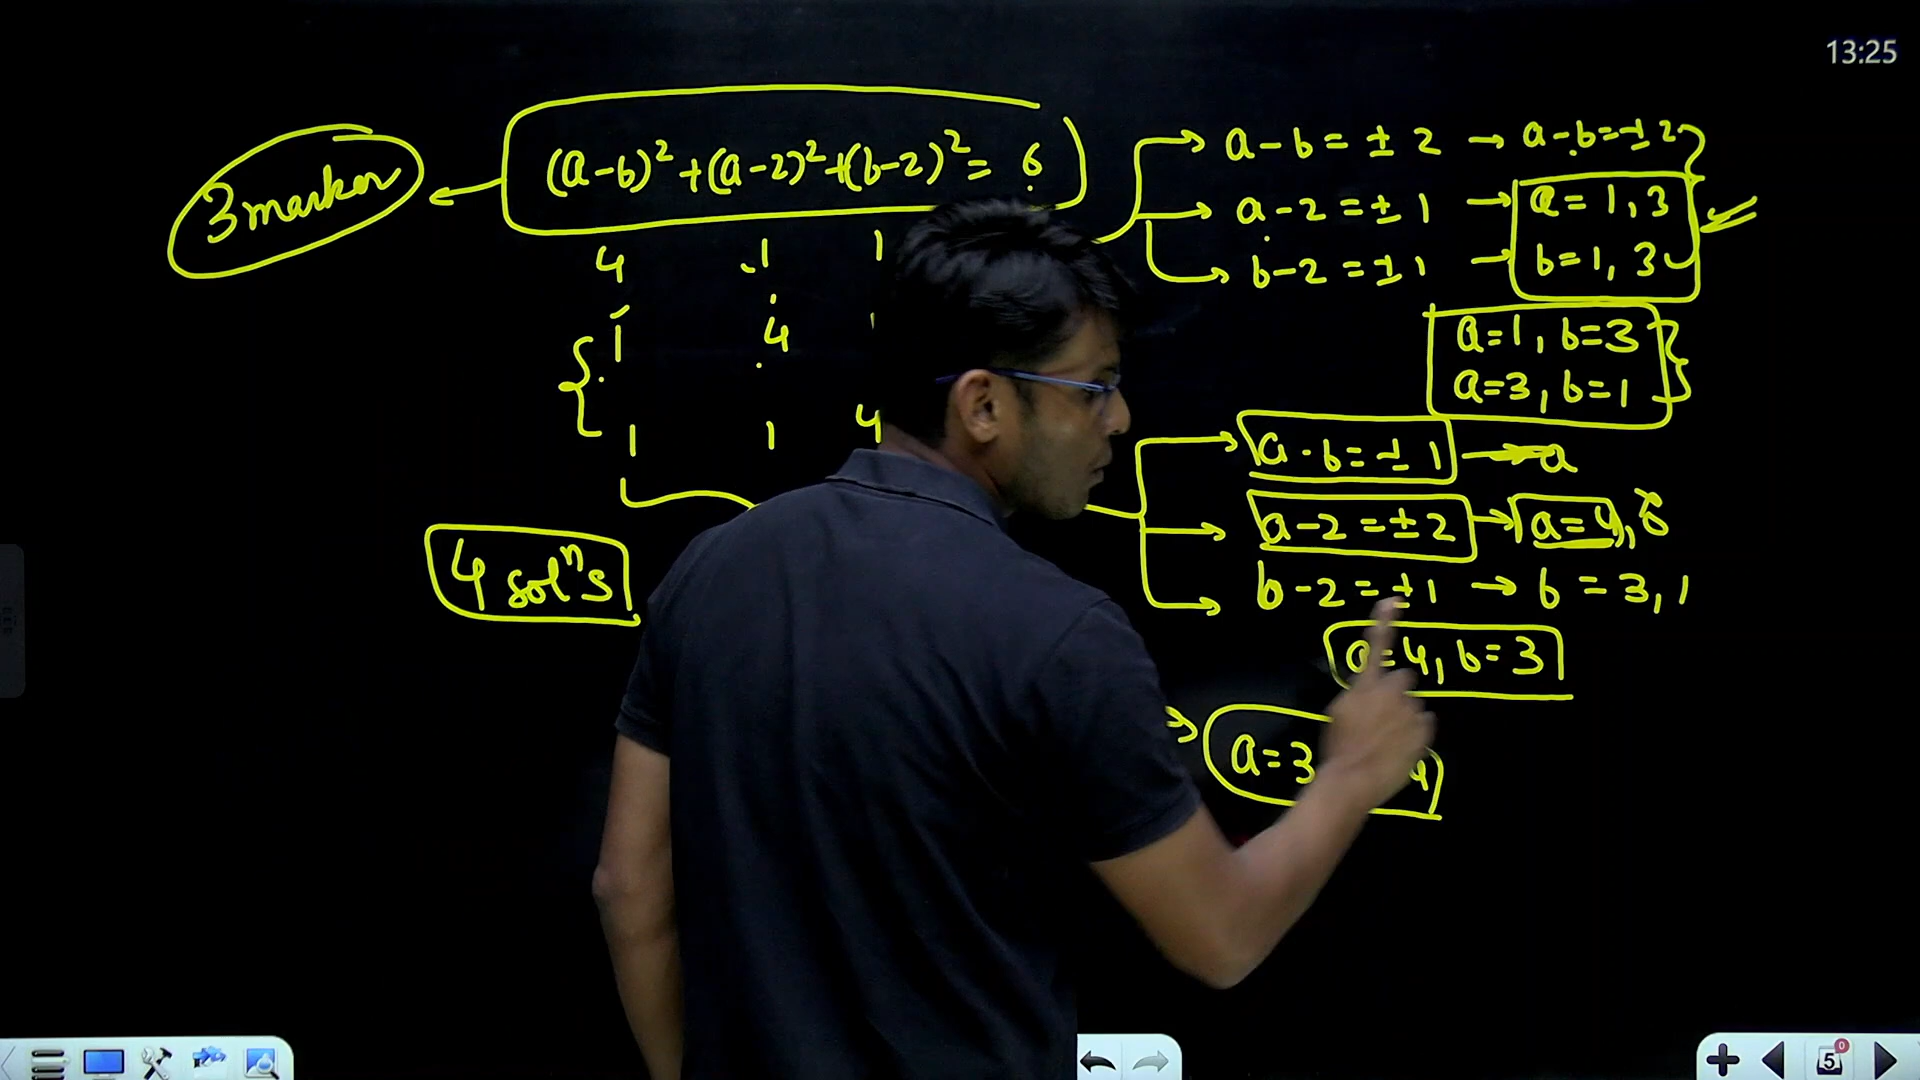 13:25
3 marker
(a-b)² + (a-2)² + (b-2)² = 6
4 1 1
1 4
1 1 4
4 solⁿs
a-b = ±2 → a-b = ±2
a-2 = ±1 → a = 1, 3
b-2 = ±1 → b = 1, 3
a=1, b=3
a=3, b=1
a-b = ±1 → a
a-2 = ±2 → a=4,
b-2 = ±1 → b = 3, 1
a=4, b=3
a=3 4
5
0